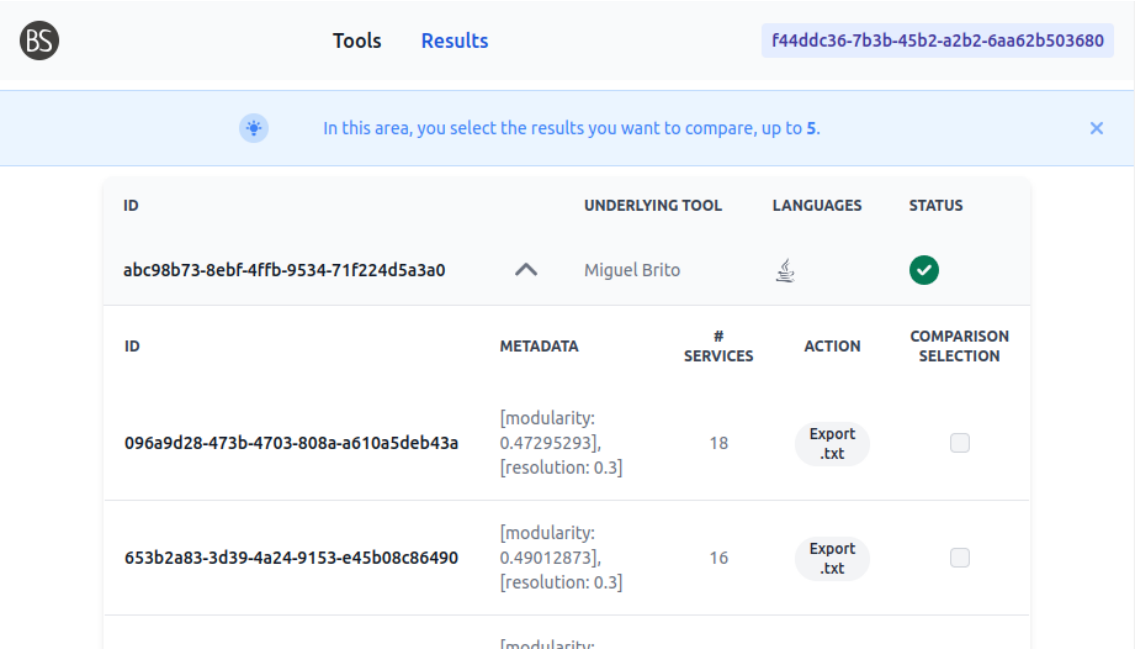 BS
Tools Results f44ddc36-7b3b-45b2-a2b2-6aa62b503680
In this area, you select the results you want to compare, up to 5.
ID UNDERLYING TOOL LANGUAGES STATUS
abc98b73-8ebf-4ffb-9534-71f224d5a3a0 Miguel Brito
ID METADATA # SERVICES ACTION COMPARISON SELECTION
096a9d28-473b-4703-808a-a610a5deb43a
[modularity:
0.47295293],
[resolution: 0.3]
18
Export
.txt
653b2a83-3d39-4a24-9153-e45b08c86490
[modularity:
0.49012873],
[resolution: 0.3]
16
Export
.txt
[modularity: